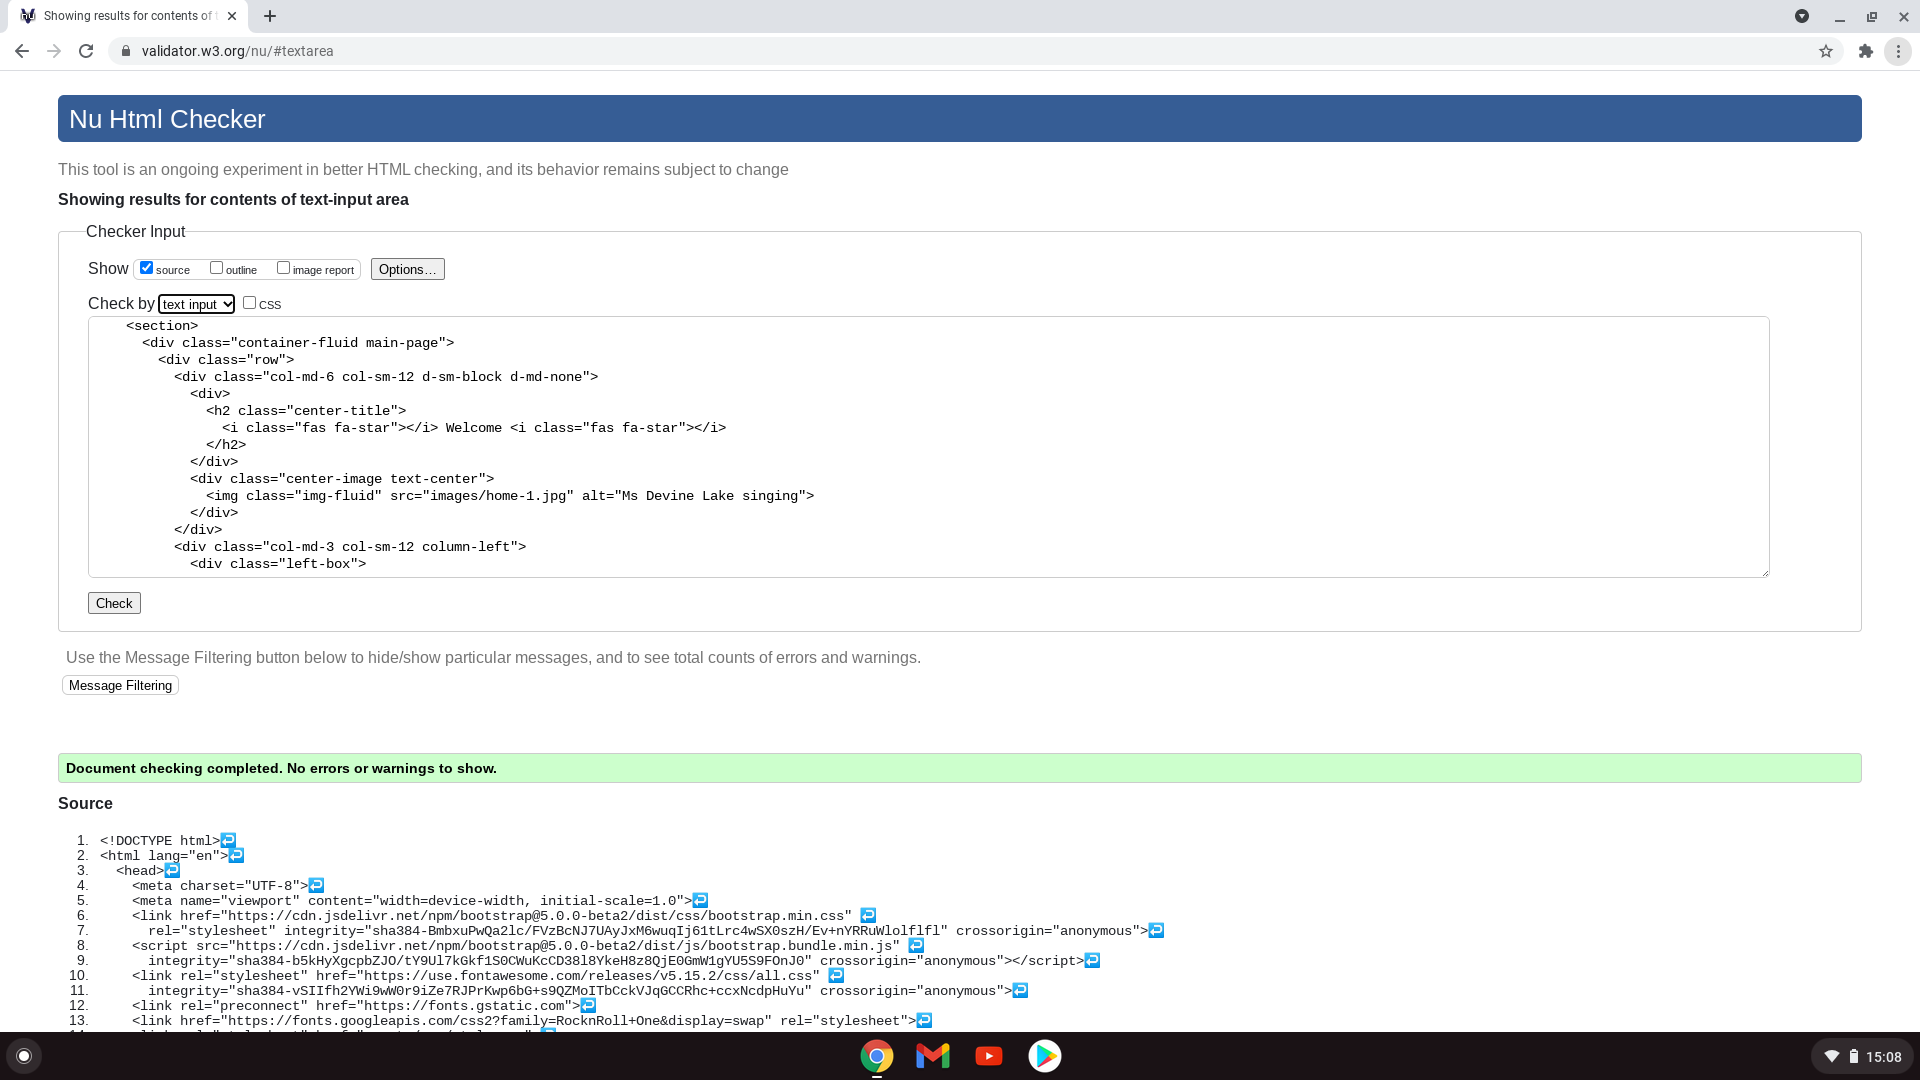 Showing results for contents of t
validator.w3.org/nu/#textarea
Nu Html Checker
This tool is an ongoing experiment in better HTML checking, and its behavior remains subject to change
Showing results for contents of text-input area
Checker Input
Show source outline image report Options...
Check by text input CSS
<section>
<div class="container-fluid main-page">
<div class="row">
<div class="col-md-6 col-sm-12 d-sm-block d-md-none">
<div>
<h2 class="center-title">
<i class="fas fa-star"></i> Welcome <i class="fas fa-star"></i>
</h2>
</div>
<div class="center-image text-center">
<img class="img-fluid" src="images/home-1.jpg" alt="Ms Devine Lake singing">
</div>
</div>
<div class="col-md-3 col-sm-12 column-left">
<div class="left-box">
Check
Use the Message Filtering button below to hide/show particular messages, and to see total counts of errors and warnings.
Message Filtering
Document checking completed. No errors or warnings to show.
Source
1. <!DOCTYPE html>↩
2. <html lang="en">↩
3. <head>↩
4. <meta charset="UTF-8">↩
5. <meta name="viewport" content="width=device-width, initial-scale=1.0">↩
6. <link href="https://cdn.jsdelivr.net/npm/bootstrap@5.0.0-beta2/dist/css/bootstrap.min.css" ↩
7. rel="stylesheet" integrity="sha384-BmbxuPwQa2lc/FVzBcNJ7UAyJxM6wuqIj61tLrc4wSX0szH/Ev+nYRRuWlolflfl" crossorigin="anonymous">↩
8. <script src="https://cdn.jsdelivr.net/npm/bootstrap@5.0.0-beta2/dist/js/bootstrap.bundle.min.js" ↩
9. integrity="sha384-b5kHyXgcpbZJO/tY9Ul7kGkf1S0CWuKcCD38l8YkeH8z8QjE0GmW1gYU5S9FOnJ0" crossorigin="anonymous"></script>↩
10. <link rel="stylesheet" href="https://use.fontawesome.com/releases/v5.15.2/css/all.css" ↩
11. integrity="sha384-vSIIfh2YWi9wW0r9iZe7RJPrKwp6bG+s9QZMoITbCckVJqGCCRhc+ccxNcdpHuYu" crossorigin="anonymous">↩
12. <link rel="preconnect" href="https://fonts.gstatic.com">↩
13. <link href="https://fonts.googleapis.com/css2?family=RocknRoll+One&display=swap" rel="stylesheet">↩
15:08